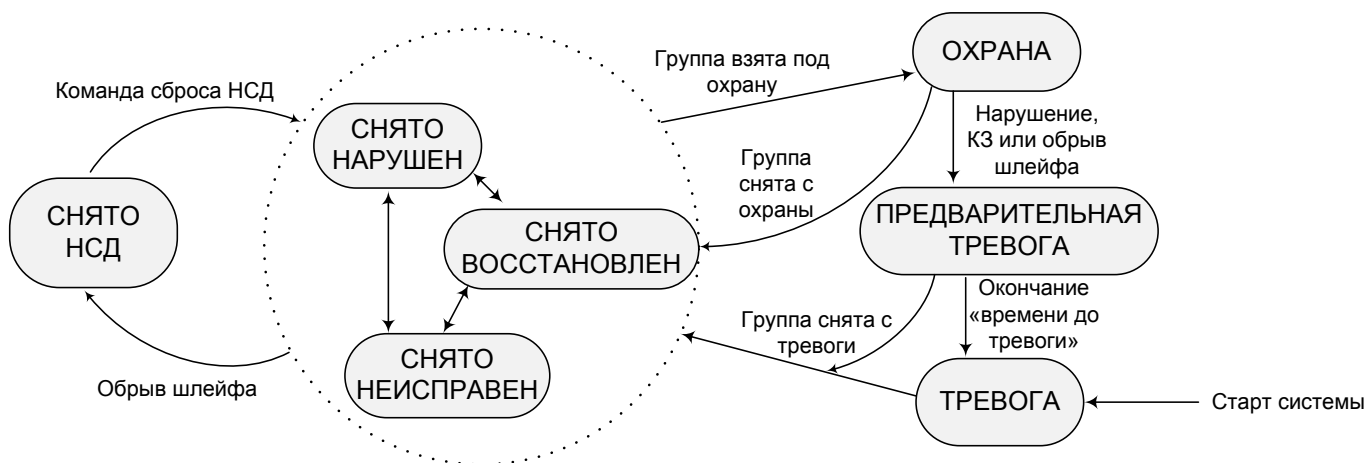 Команда сброса НСД
СНЯТО
НСД
Обрыв шлейфа
СНЯТО
НАРУШЕН
СНЯТО
ВОССТАНОВЛЕН
СНЯТО
НЕИСПРАВЕН
Группа взята под
охрану
ОХРАНА
Группа
снята с
охраны
Нарушение,
КЗ или обрыв
шлейфа
ПРЕДВАРИТЕЛЬНАЯ
ТРЕВОГА
Группа снята с
тревоги
Окончание
«времени до
тревоги»
ТРЕВОГА
Старт системы